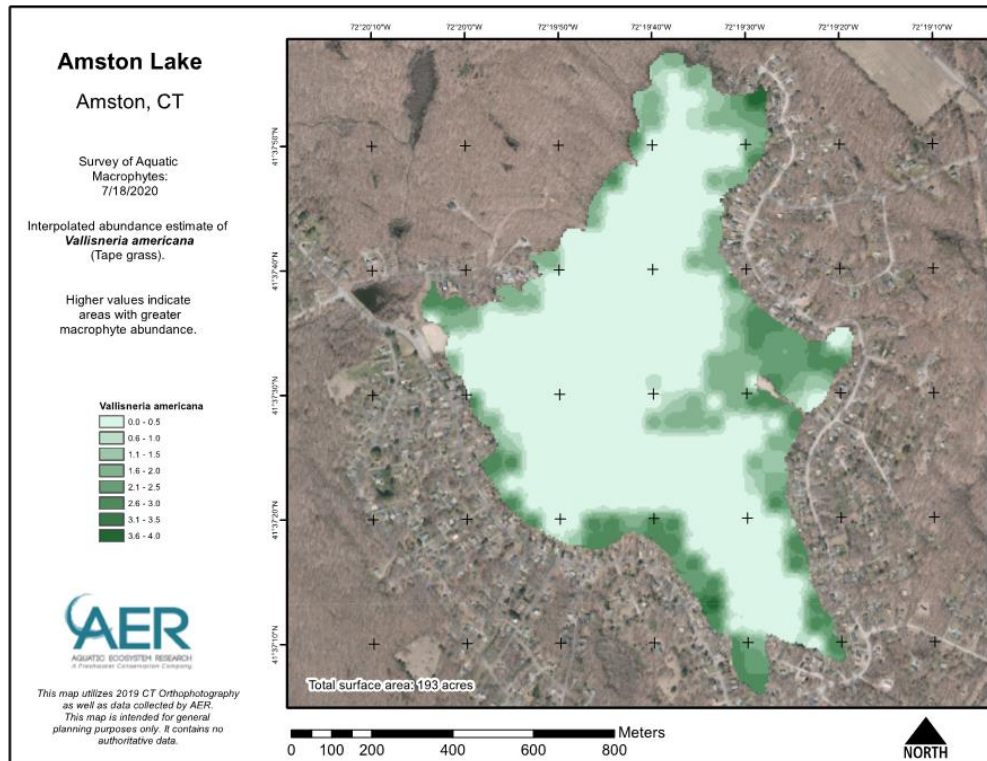 Amston Lake
Amston, CT
Survey of Aquatic
Macrophytes:
7/18/2020
Interpolated abundance estimate of
Vallisneria americana
(Tape grass).
Higher values indicate
areas with greater
macrophyte abundance.
Vallisneria americana
0.0 - 0.5
0.6 - 1.0
1.1 - 1.5
1.6 - 2.0
2.1 - 2.5
2.6 - 3.0
3.1 - 3.5
3.6 - 4.0
AER
AQUATIC ECOSYSTEM RESEARCH
A Freshwater Conservation Company
This map utilizes 2019 CT Orthophotography
as well as data collected by AER.
This map is intended for general
planning purposes only. It contains no
authoritative data.
72°20'10"W 72°20'0"W 72°19'50"W 72°19'40"W 72°19'30"W 72°19'20"W 72°19'10"W
41°37'50"N
41°37'40"N
41°37'30"N
41°37'20"N
41°37'10"N
Total surface area: 193 acres
Meters
0 100 200 400 600 800
NORTH